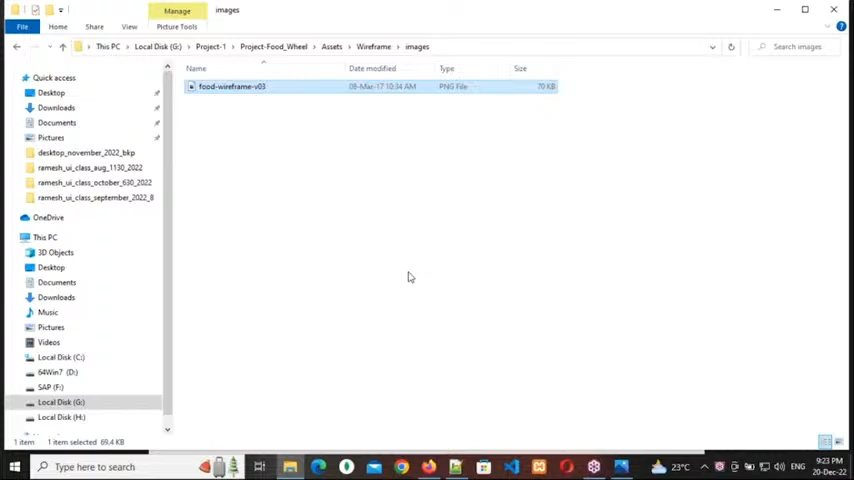 Manage
images
File
Home
Share
View
Picture Tools
This PC
Local Disk (G:)
Project-1
Project-Food_Wheel
Assets
Wireframe
images
Search images
Name
Date modified
Type
Size
Quick access
food-wireframe-v03
08-Mar-17 10:34 AM
PNG File
70 KB
Desktop
Downloads
Documents
Pictures
desktop_november_2022_bkp
ramesh_ui_class_aug_1130_2022
ramesh_ui_class_october_630_2022
ramesh_ui_class_september_2022_8
OneDrive
This PC
3D Objects
Desktop
Documents
Downloads
Music
Pictures
Videos
Local Disk (C:)
64Win7 (D:)
SAP (F:)
Local Disk (G:)
Local Disk (H:)
1 item
1 item selected 69.4 KB
Type here to search
23°C
ENG
9:23 PM
20-Dec-22